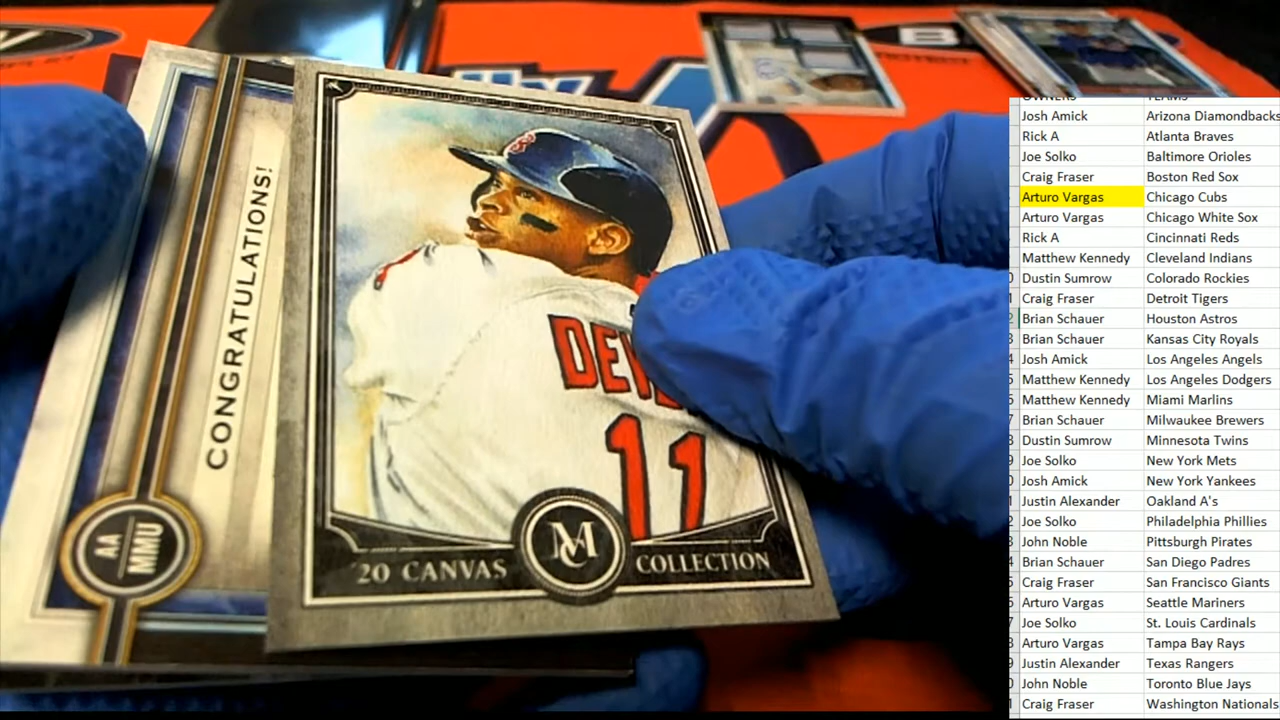 CONGRATULATIONS!
AA
MMU
B
11
MC
20 CANVAS COLLECTION
Josh Amick Arizona Diamondbacks
Rick A Atlanta Braves
Joe Solko Baltimore Orioles
Craig Fraser Boston Red Sox
Arturo Vargas Chicago Cubs
Arturo Vargas Chicago White Sox
Rick A Cincinnati Reds
Matthew Kennedy Cleveland Indians
Dustin Sumrow Colorado Rockies
Craig Fraser Detroit Tigers
Brian Schauer Houston Astros
Brian Schauer Kansas City Royals
Josh Amick Los Angeles Angels
Matthew Kennedy Los Angeles Dodgers
Matthew Kennedy Miami Marlins
Brian Schauer Milwaukee Brewers
Dustin Sumrow Minnesota Twins
Joe Solko New York Mets
Josh Amick New York Yankees
Justin Alexander Oakland A's
Joe Solko Philadelphia Phillies
John Noble Pittsburgh Pirates
Brian Schauer San Diego Padres
Craig Fraser San Francisco Giants
Arturo Vargas Seattle Mariners
Joe Solko St. Louis Cardinals
Arturo Vargas Tampa Bay Rays
Justin Alexander Texas Rangers
John Noble Toronto Blue Jays
Craig Fraser Washington Nationals